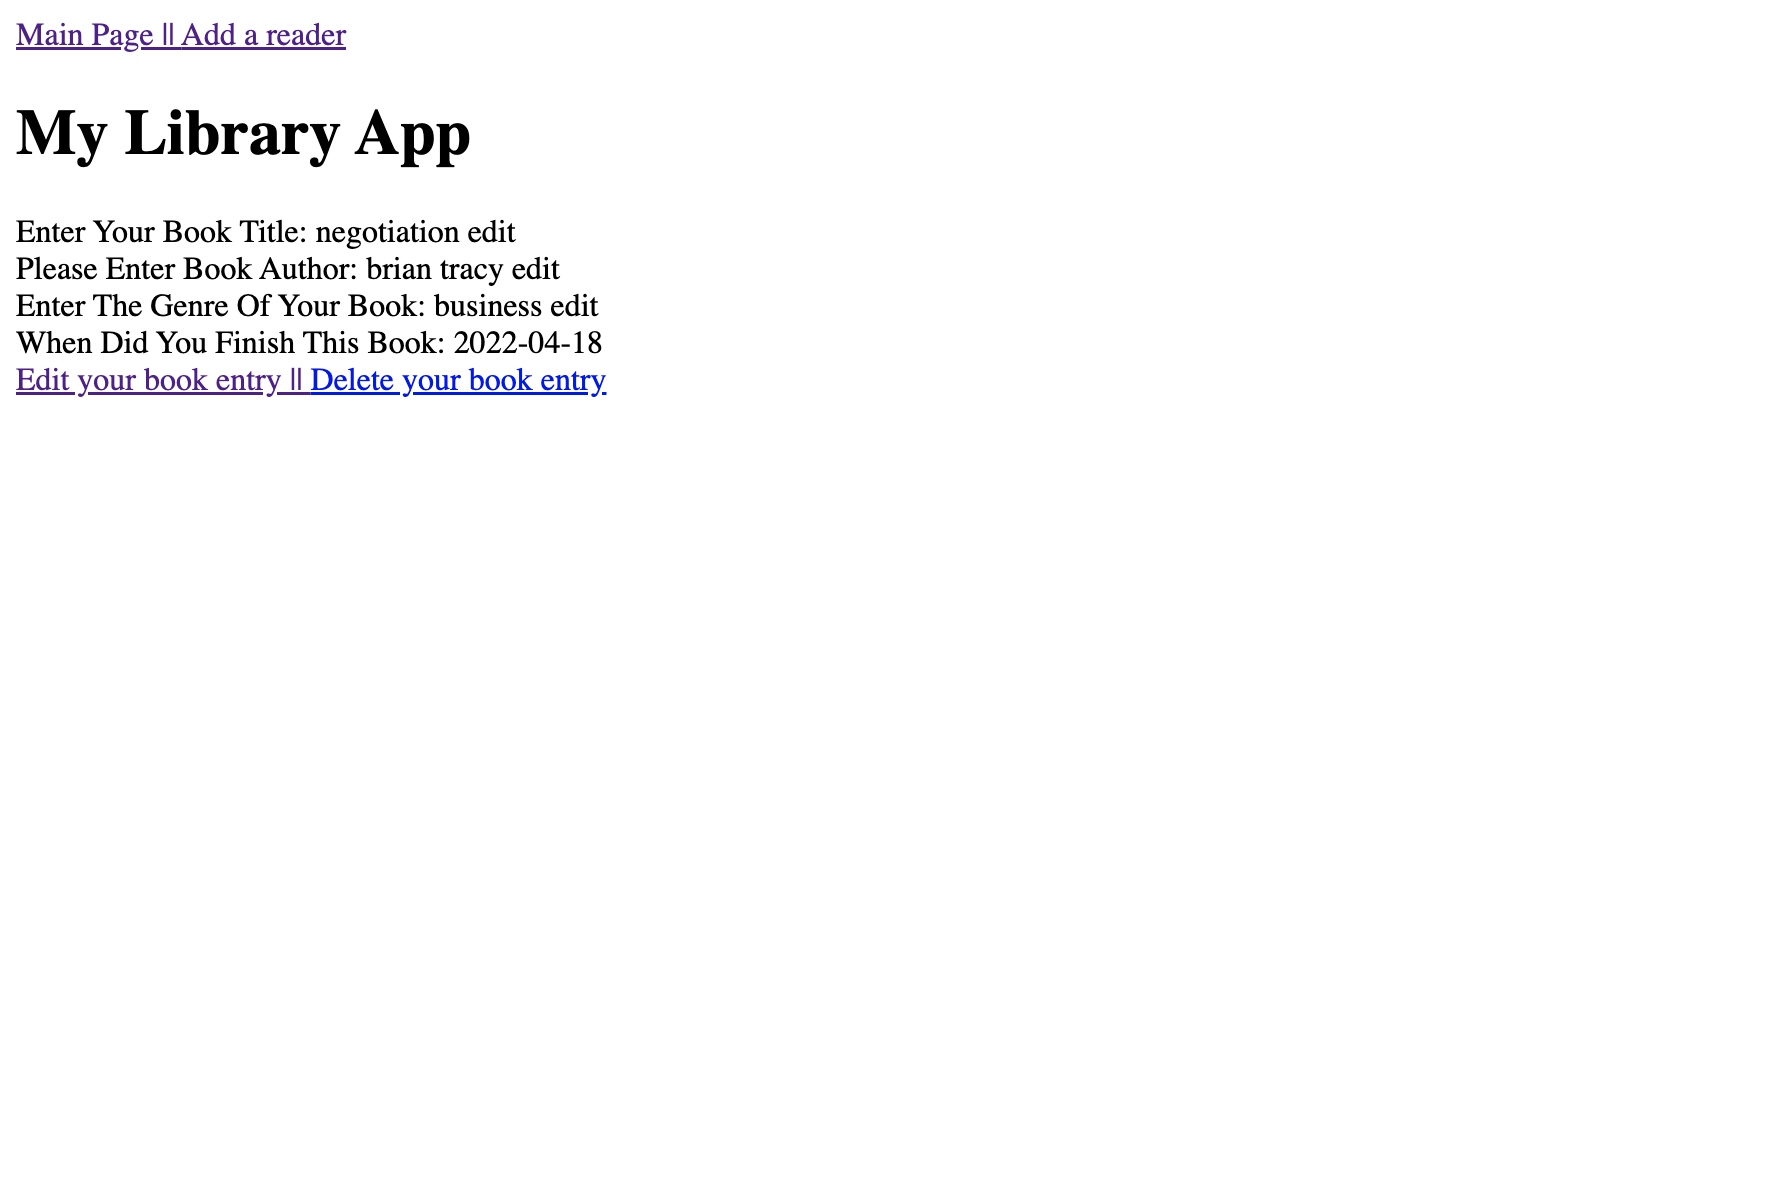 Main Page || Add a reader
My Library App
Enter Your Book Title: negotiation edit
Please Enter Book Author: brian tracy edit
Enter The Genre Of Your Book: business edit
When Did You Finish This Book: 2022-04-18
Edit your book entry || Delete your book entry